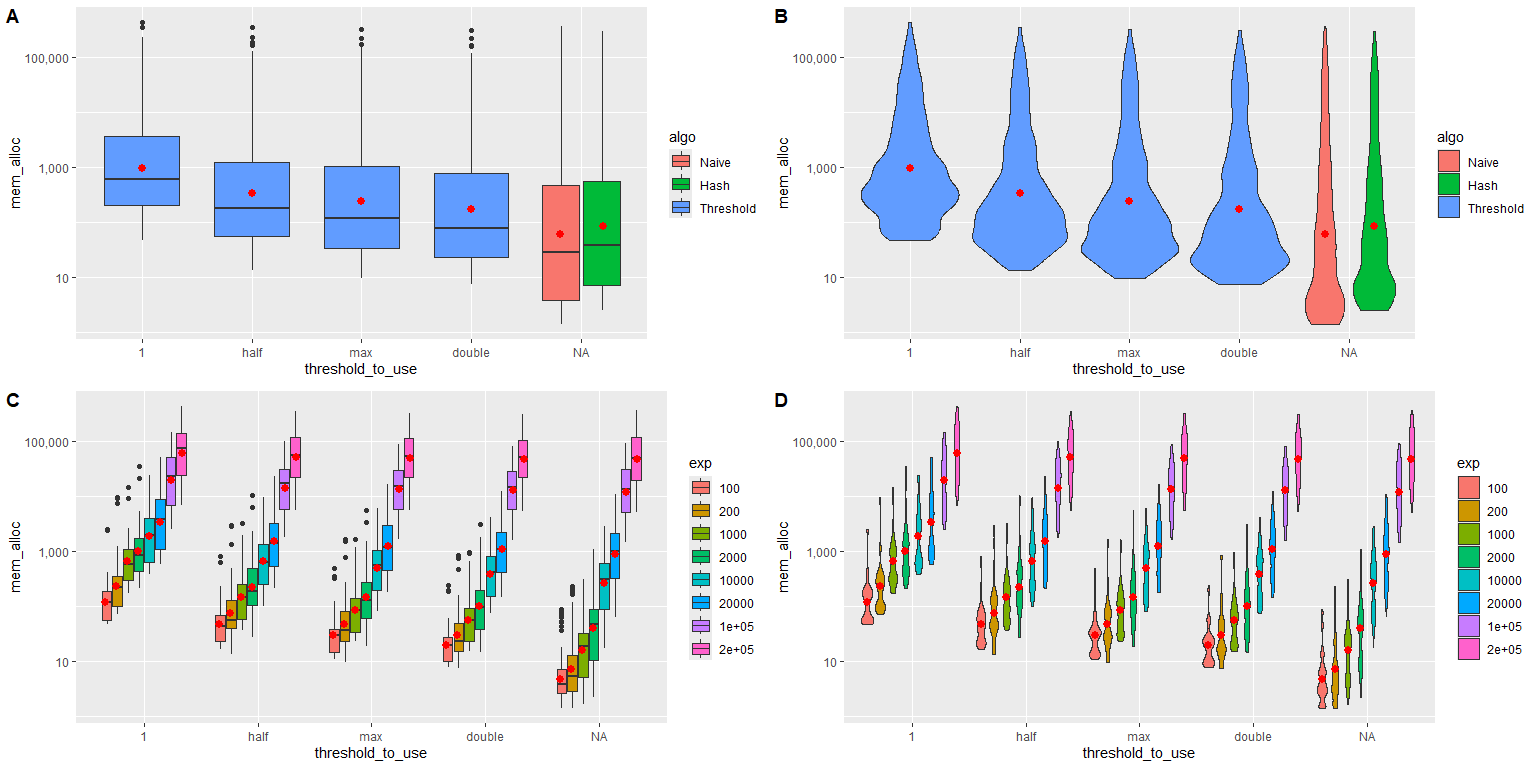 A
mem_alloc
100,000
1,000
10
1
half
max
double
NA
threshold_to_use
algo
Naive
Hash
Threshold
B
mem_alloc
100,000
1,000
10
1
half
max
double
NA
threshold_to_use
algo
Naive
Hash
Threshold
C
mem_alloc
100,000
1,000
10
1
half
max
double
NA
threshold_to_use
exp
100
200
1000
2000
10000
20000
1e+05
2e+05
D
mem_alloc
100,000
1,000
10
1
half
max
double
NA
threshold_to_use
exp
100
200
1000
2000
10000
20000
1e+05
2e+05